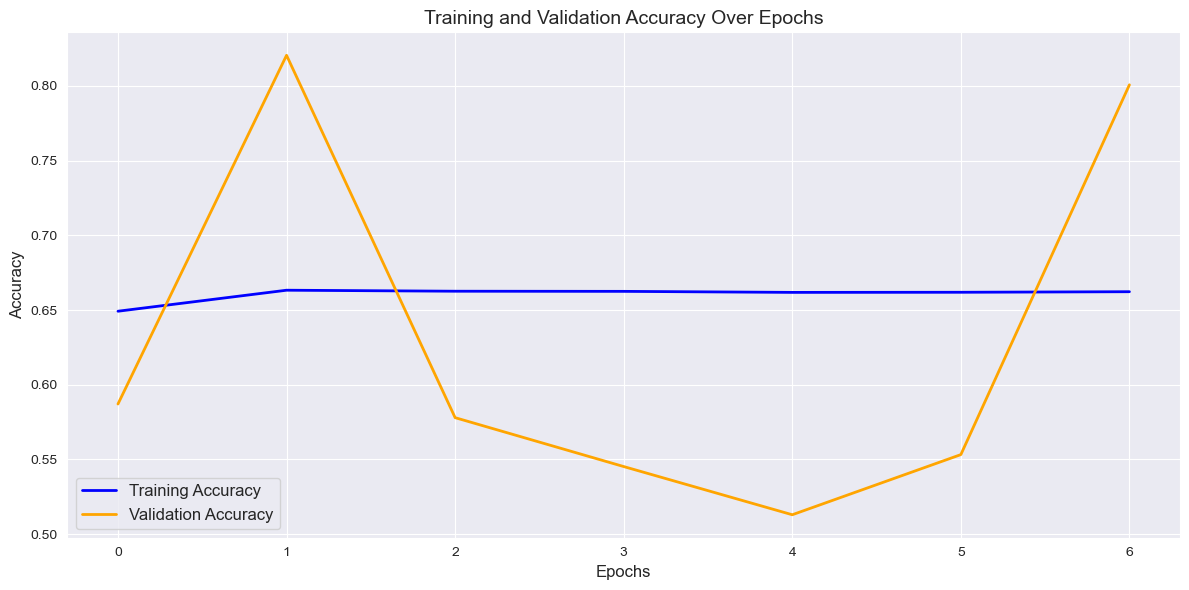 Training and Validation Accuracy Over Epochs
Accuracy
0.80
0.75
0.70
0.65
0.60
0.55
0.50
Training Accuracy
Validation Accuracy
0 1 2 3 4 5 6
Epochs